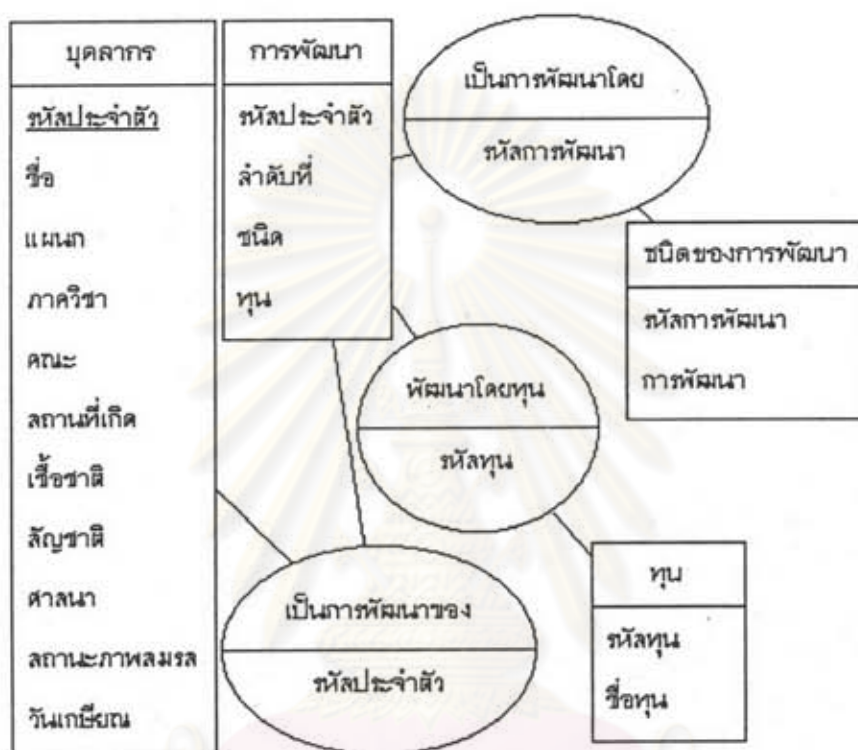 บุคลากร
รหัสประจำตัว
ชื่อ
แผนก
ภาควิชา
คณะ
สถานที่เกิด
เชื้อชาติ
สัญชาติ
ศาสนา
สถานะภาพสมรส
วันเกษียณ
การพัฒนา
รหัสประจำตัว
ลำดับที่
ชนิด
ทุน
เป็นการพัฒนาโดย
รหัสการพัฒนา
ชนิดของการพัฒนา
รหัสการพัฒนา
การพัฒนา
พัฒนาโดยทุน
รหัสทุน
ทุน
รหัสทุน
ชื่อทุน
เป็นการพัฒนาของ
รหัสประจำตัว